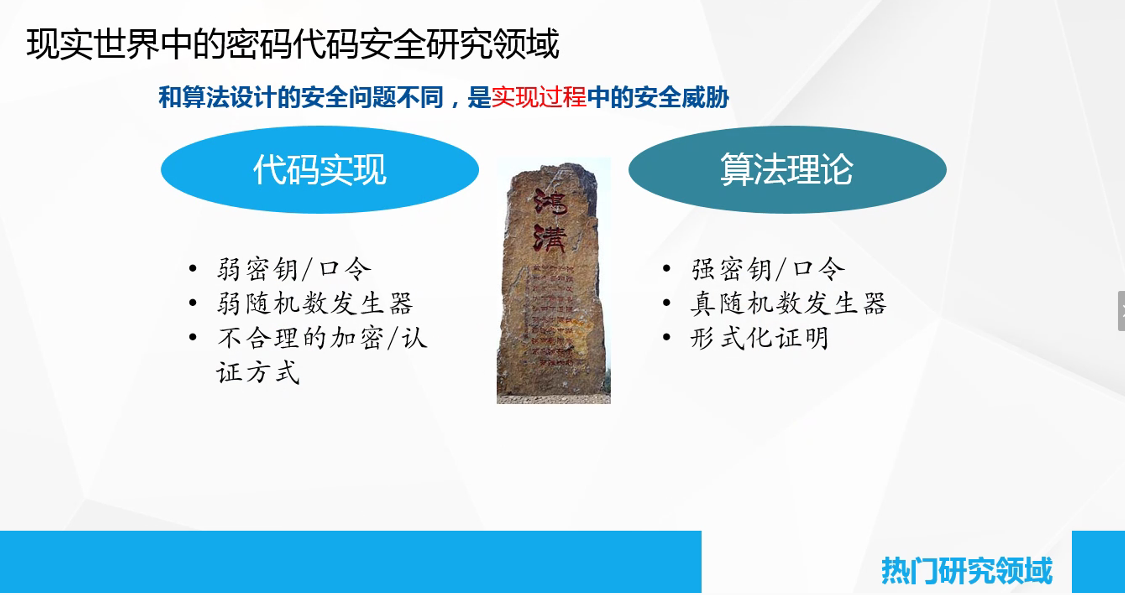 现实世界中的密码代码安全研究领域
和算法设计的安全问题不同，是实现过程中的安全威胁
代码实现
算法理论
鸿
溝
• 弱密钥/口令
• 弱随机数发生器
• 不合理的加密/认
证方式
• 强密钥/口令
• 真随机数发生器
• 形式化证明
热门研究领域